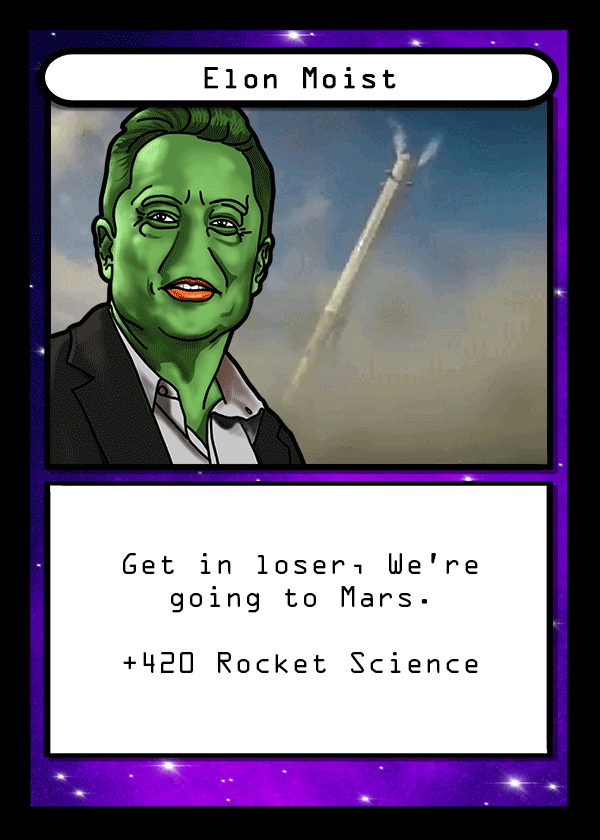 Elon Moist
Get in loser, We're
going to Mars.
+420 Rocket Science